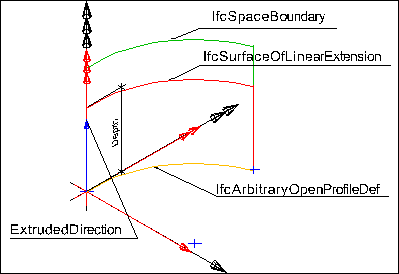 IfcSpaceBoundary
IfcSurfaceOfLinearExtension
Depth
IfcArbitraryOpenProfileDef
ExtrudedDirection